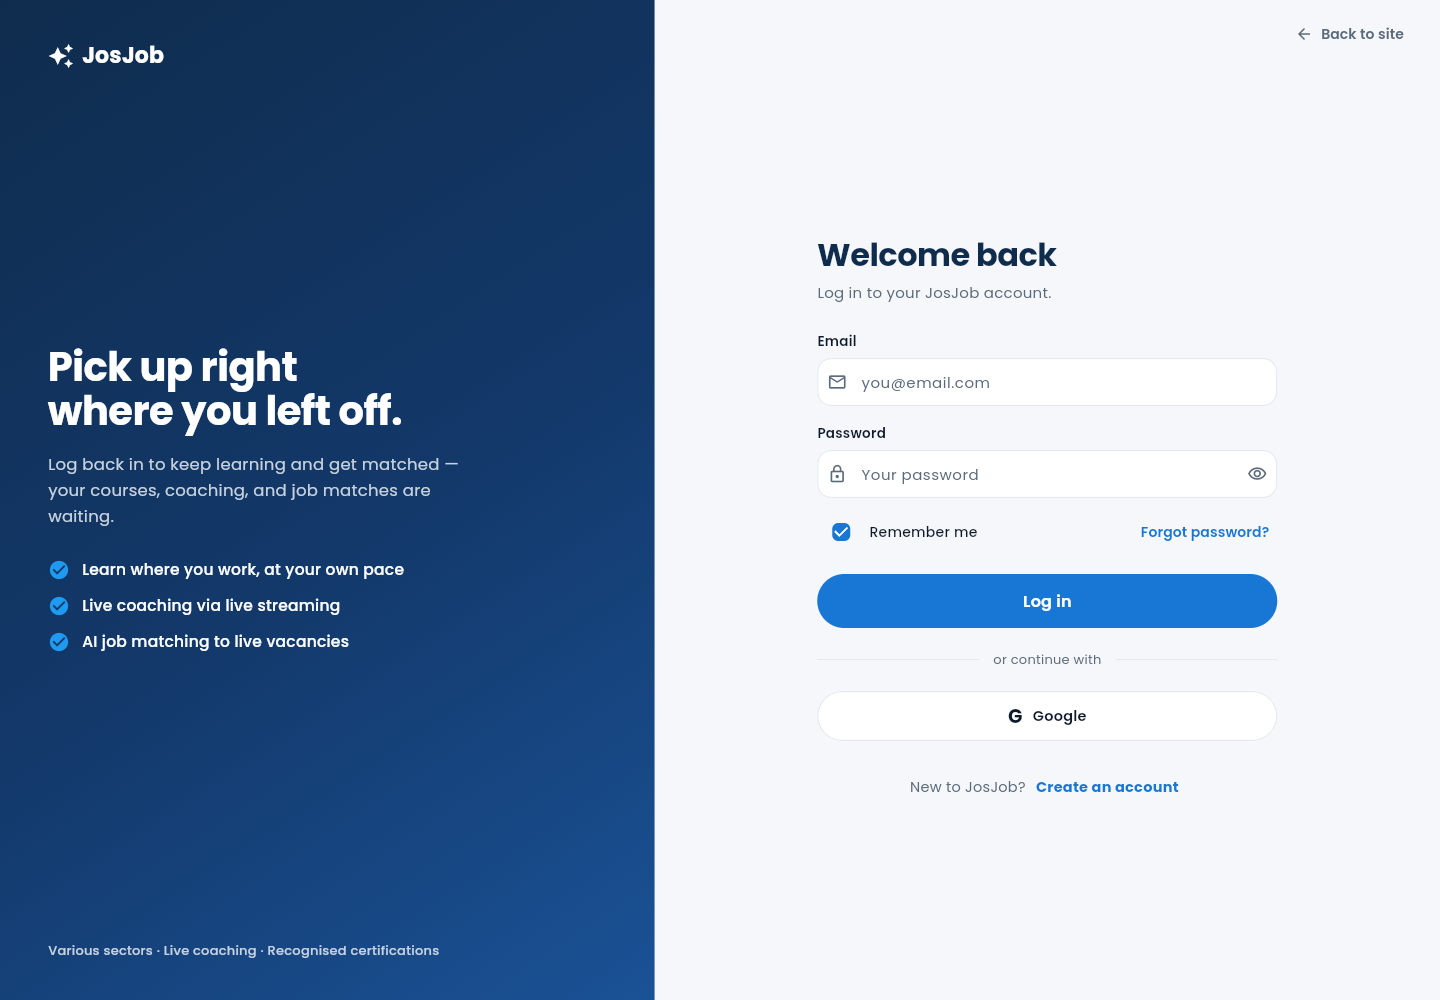 JosJob
Back to site
Pick up right
where you left off.
Log back in to keep learning and get matched —
your courses, coaching, and job matches are
waiting.
Learn where you work, at your own pace
Live coaching via live streaming
AI job matching to live vacancies
Various sectors · Live coaching · Recognised certifications
Welcome back
Log in to your JosJob account.
Email
you@email.com
Password
Your password
Remember me
Forgot password?
Log in
or continue with
G Google
New to JosJob? Create an account